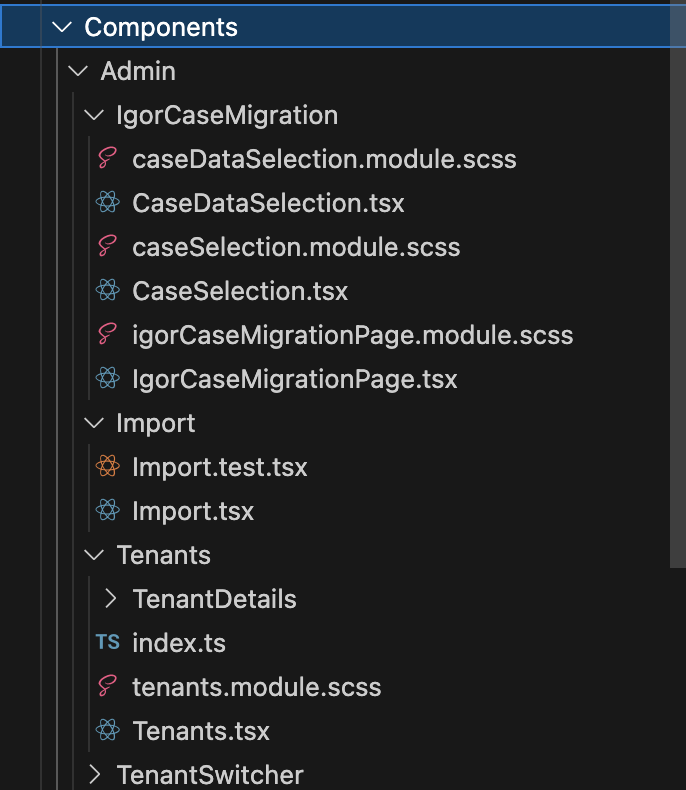 Components
Admin
IgorCaseMigration
caseDataSelection.module.scss
CaseDataSelection.tsx
caseSelection.module.scss
CaseSelection.tsx
igorCaseMigrationPage.module.scss
IgorCaseMigrationPage.tsx
Import
Import.test.tsx
Import.tsx
Tenants
TenantDetails
TS index.ts
tenants.module.scss
Tenants.tsx
TenantSwitcher